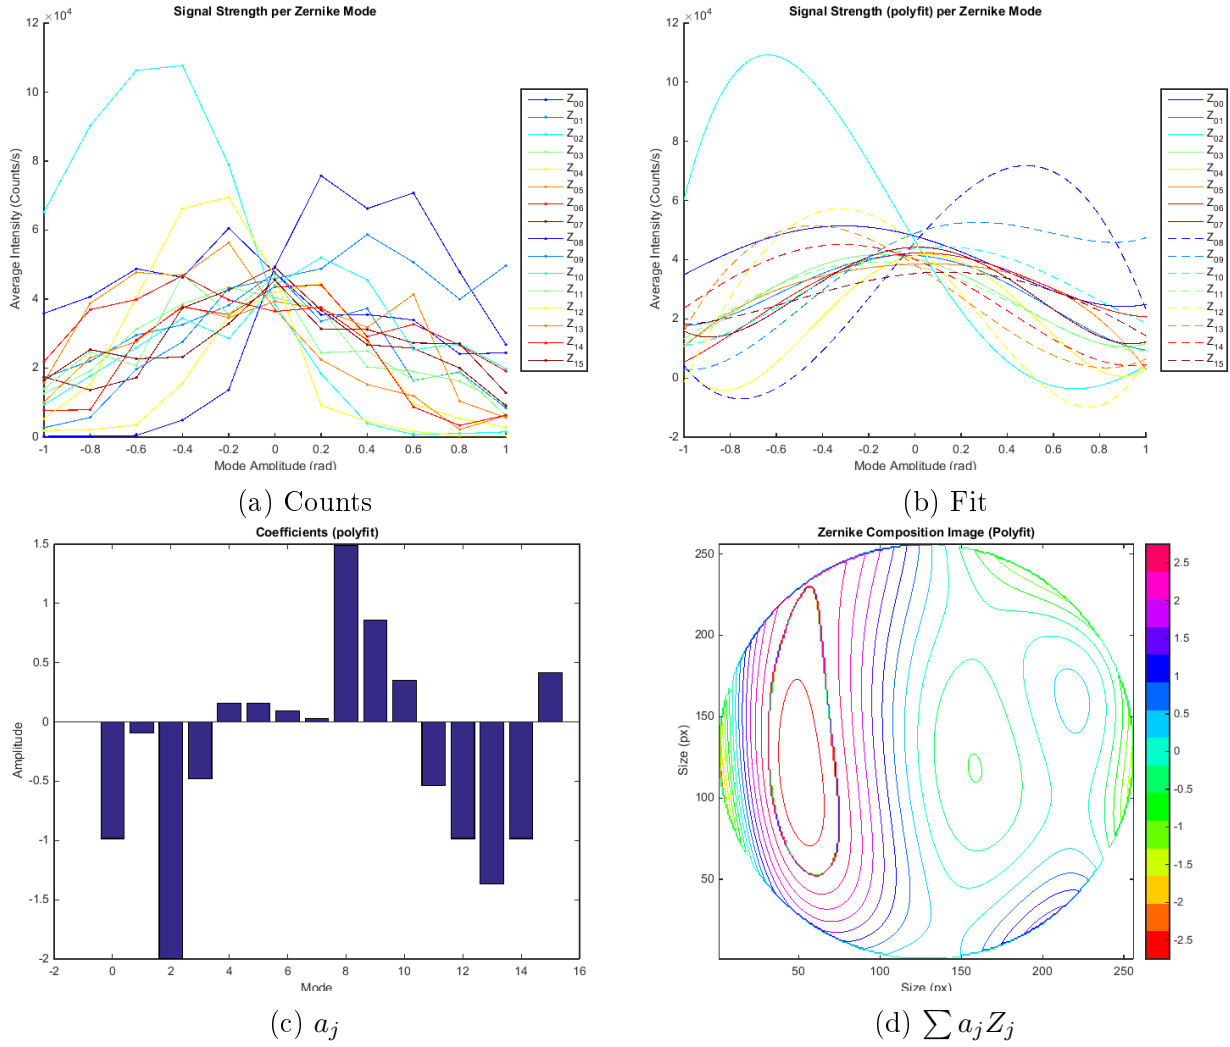 Signal Strength per Zernike Mode
12 ×10⁴
10
8
6
4
2
0
-1 -0.8 -0.6 -0.4 -0.2 0 0.2 0.4 0.6 0.8 1
Mode Amplitude (rad)
Average Intensity (Counts/s)
Z00
Z01
Z02
Z03
Z04
Z05
Z06
Z07
Z08
Z09
Z10
Z11
Z12
Z13
Z14
Z15
(a) Counts
Signal Strength (polyfit) per Zernike Mode
12 ×10⁴
10
8
6
4
2
0
-2
-1 -0.8 -0.6 -0.4 -0.2 0 0.2 0.4 0.6 0.8 1
Mode Amplitude (rad)
Average Intensity (Counts/s)
Z00
Z01
Z02
Z03
Z04
Z05
Z06
Z07
Z08
Z09
Z10
Z11
Z12
Z13
Z14
Z15
(b) Fit
Coefficients (polyfit)
1.5
1
0.5
0
-0.5
-1
-1.5
-2
-2 0 2 4 6 8 10 12 14 16
Mode
Amplitude
(c) a_j
Zernike Composition Image (Polyfit)
250
200
150
100
50
50 100 150 200 250
Size (px)
Size (px)
2.5
2
1.5
1
0.5
0
-0.5
-1
-1.5
-2
-2.5
(d) ∑ a_j Z_j